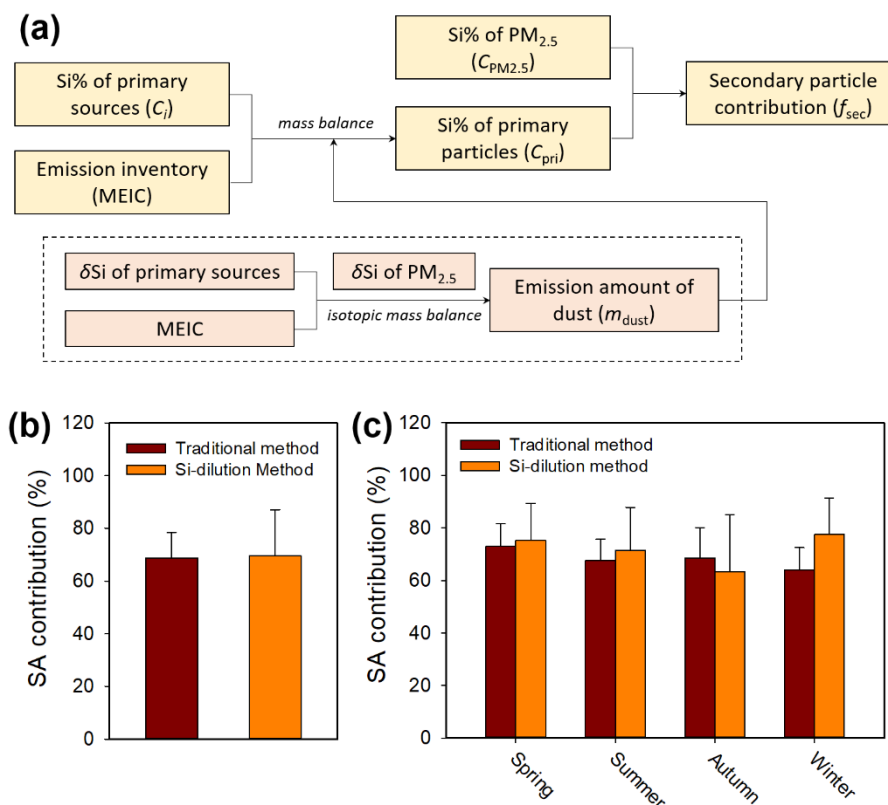 (a)
Si% of primary
sources (Ci)
Emission inventory
(MEIC)
mass balance
Si% of PM2.5
(CPM2.5)
Si% of primary
particles (Cpri)
Secondary particle
contribution (fsec)
δSi of primary sources
MEIC
δSi of PM2.5
isotopic mass balance
Emission amount of
dust (mdust)
(b)
SA contribution (%)
120
100
80
60
40
20
0
Traditional method
Si-dilution Method
(c)
SA contribution (%)
120
100
80
60
40
20
0
Traditional method
Si-dilution method
Spring
Summer
Autumn
Winter